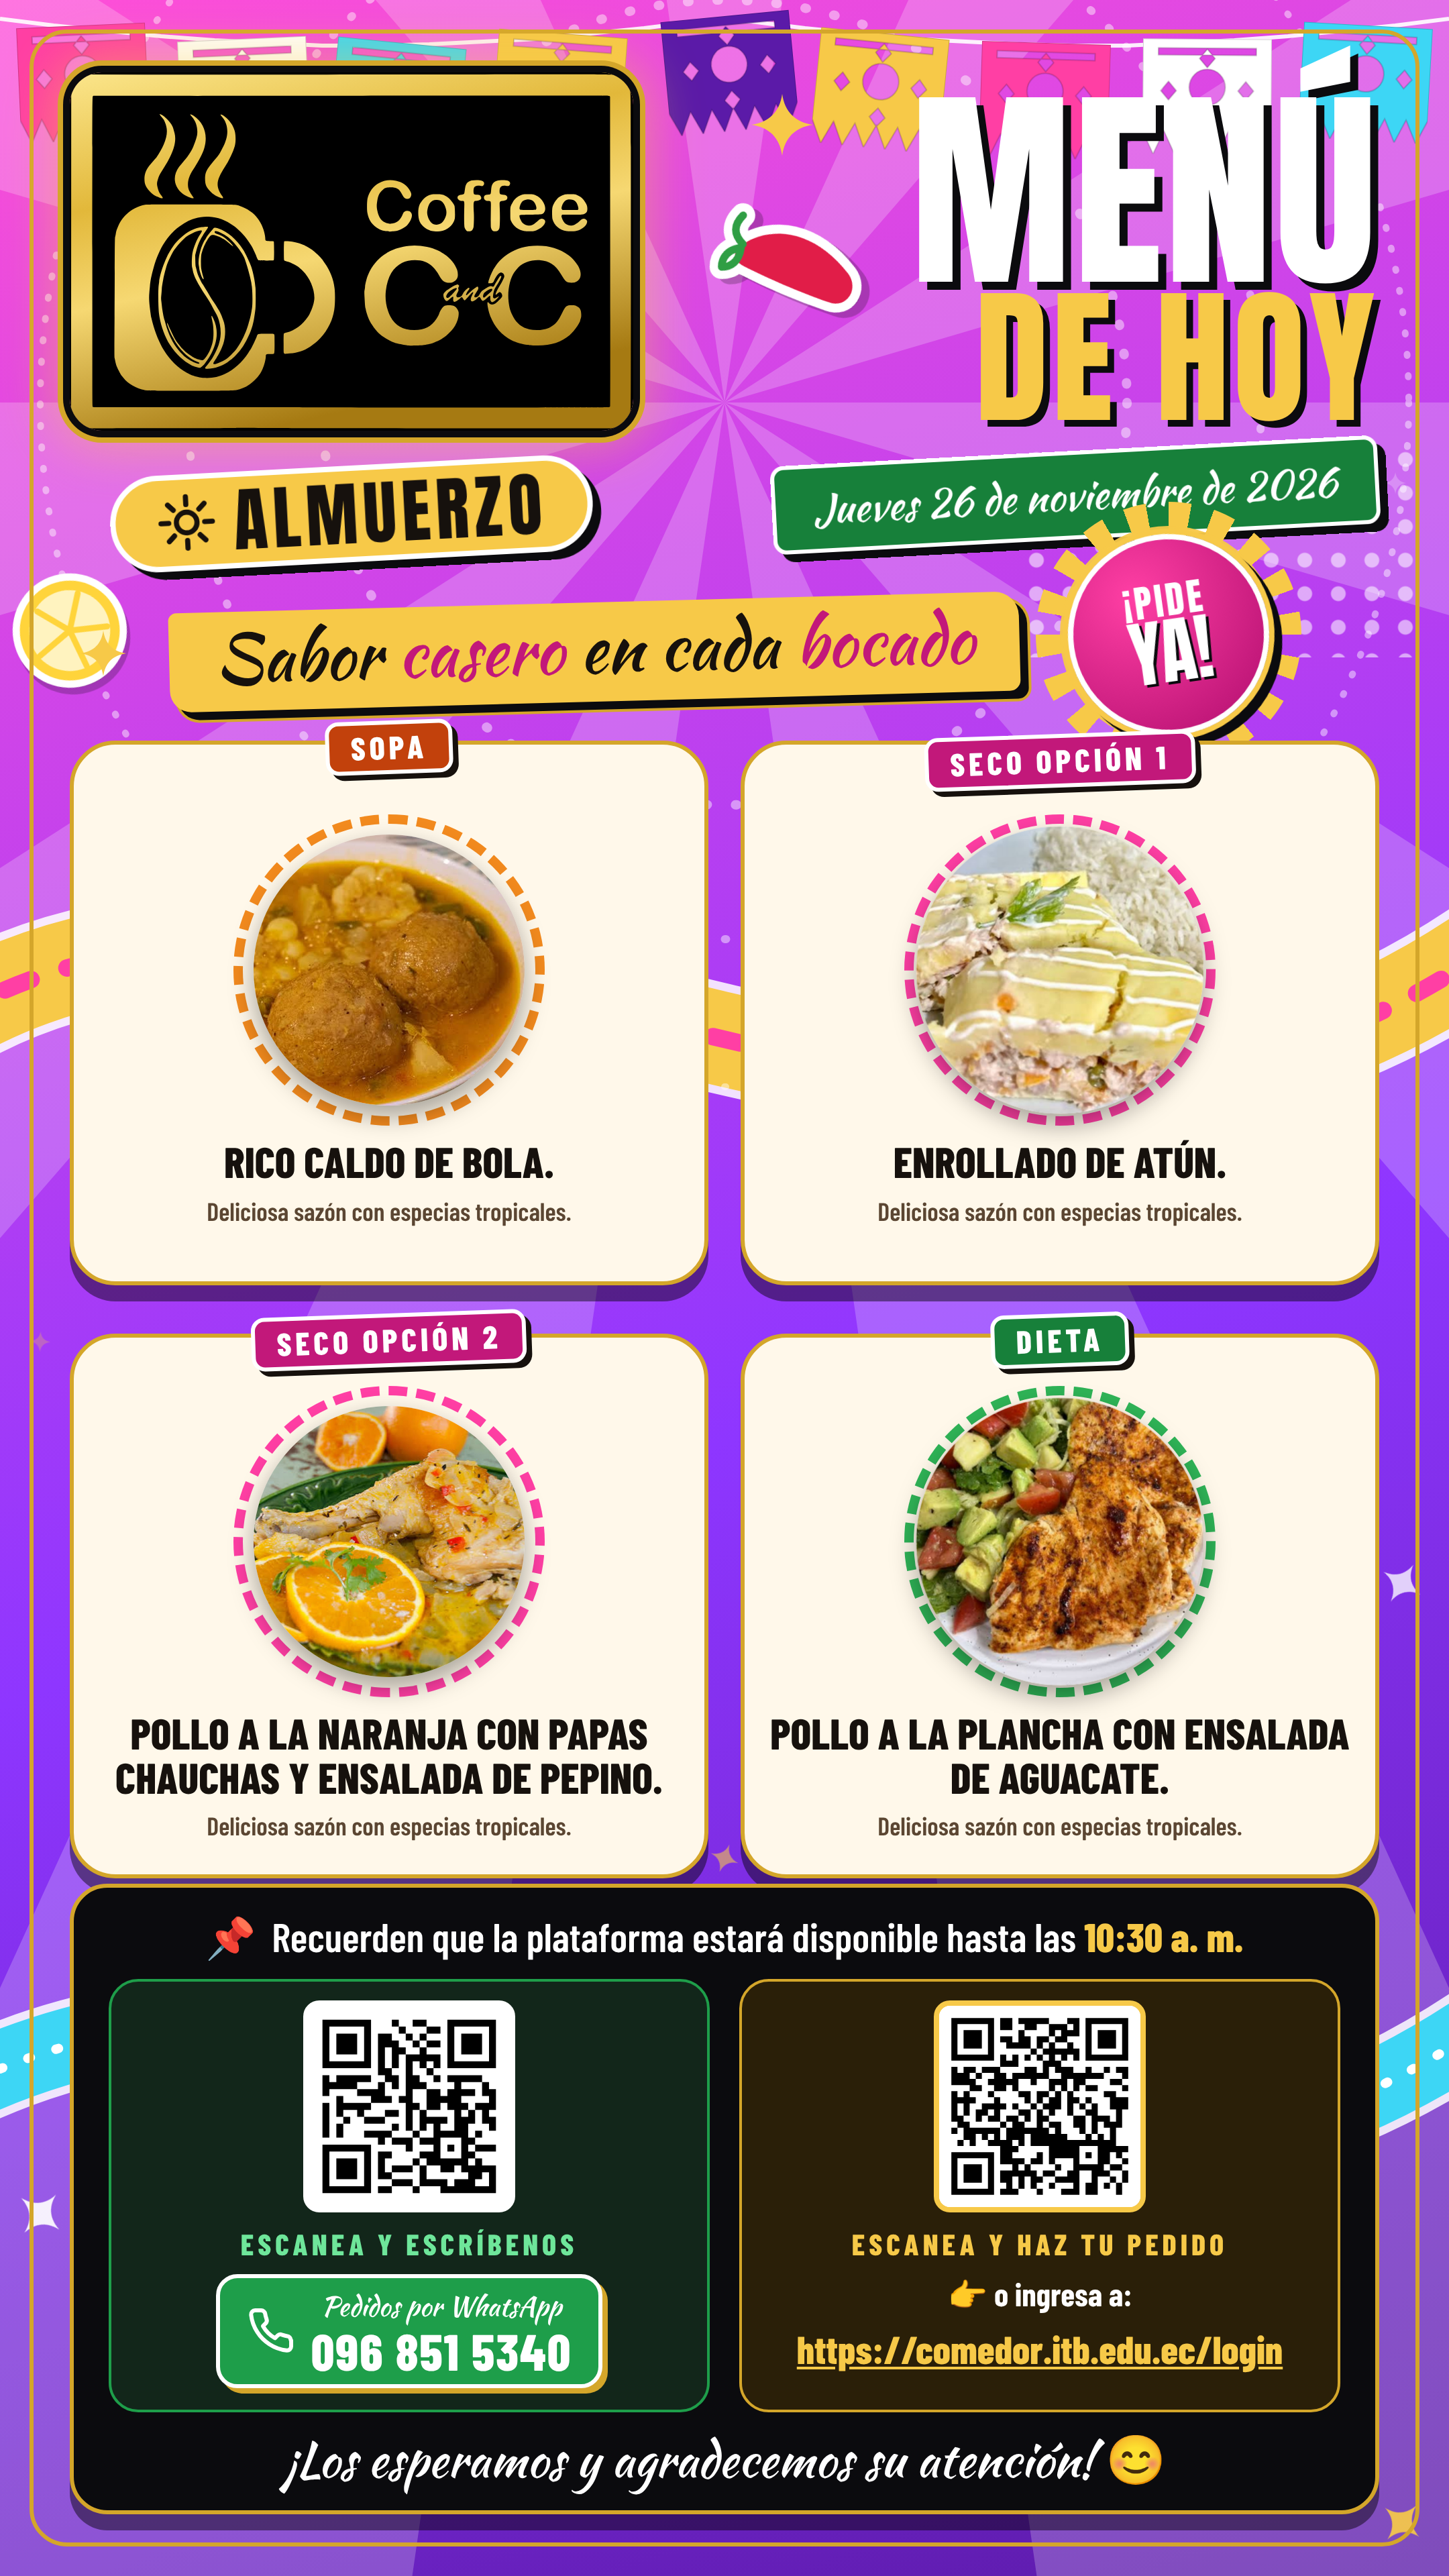 Coffee
C and C
MENÚ
DE HOY
ALMUERZO
Jueves 26 de noviembre de 2026
Sabor casero en cada bocado
¡PIDE
YA!
SOPA
RICO CALDO DE BOLA.
Deliciosa sazón con especias tropicales.
SECO OPCIÓN 1
ENROLLADO DE ATÚN.
Deliciosa sazón con especias tropicales.
SECO OPCIÓN 2
POLLO A LA NARANJA CON PAPAS
CHAUCHAS Y ENSALADA DE PEPINO.
Deliciosa sazón con especias tropicales.
DIETA
POLLO A LA PLANCHA CON ENSALADA
DE AGUACATE.
Deliciosa sazón con especias tropicales.
📌 Recuerden que la plataforma estará disponible hasta las 10:30 a. m.
ESCANEA Y ESCRÍBENOS
Pedidos por WhatsApp
096 851 5340
ESCANEA Y HAZ TU PEDIDO
👉 o ingresa a:
https://comedor.itb.edu.ec/login
¡Los esperamos y agradecemos su atención! 😊